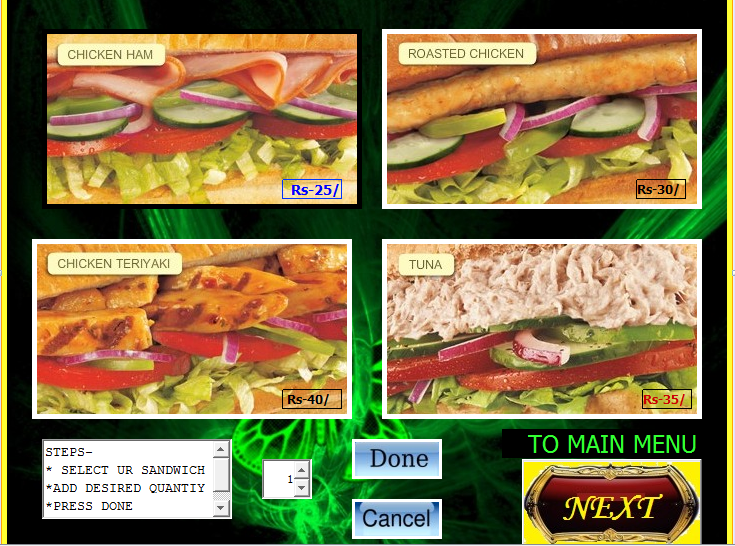 CHICKEN HAM
Rs-25/
ROASTED CHICKEN
Rs-30/
CHICKEN TERIYAKI
Rs-40/
TUNA
Rs-35/
STEPS-
* SELECT UR SANDWICH
*ADD DESIRED QUANTIY
*PRESS DONE
1
Done
Cancel
TO MAIN MENU
NEXT